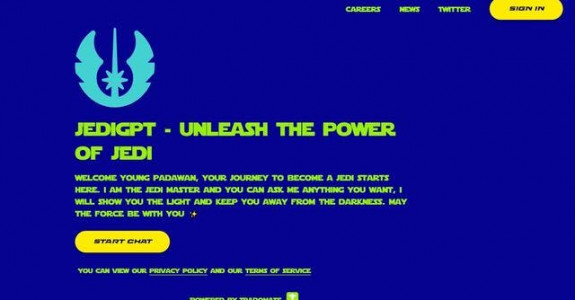 CAREERS NEWS TWITTER SIGN IN
JEDIGPT - UNLEASH THE POWER
OF JEDI
WELCOME YOUNG PADAWAN, YOUR JOURNEY TO BECOME A JEDI STARTS
HERE. I AM THE JEDI MASTER AND YOU CAN ASK ME ANYTHING YOU WANT, I
WILL SHOW YOU THE LIGHT AND KEEP YOU AWAY FROM THE DARKNESS. MAY
THE FORCE BE WITH YOU ✨
START CHAT
YOU CAN VIEW OUR PRIVACY POLICY AND OUR TERMS OF SERVICE
POWERED BY